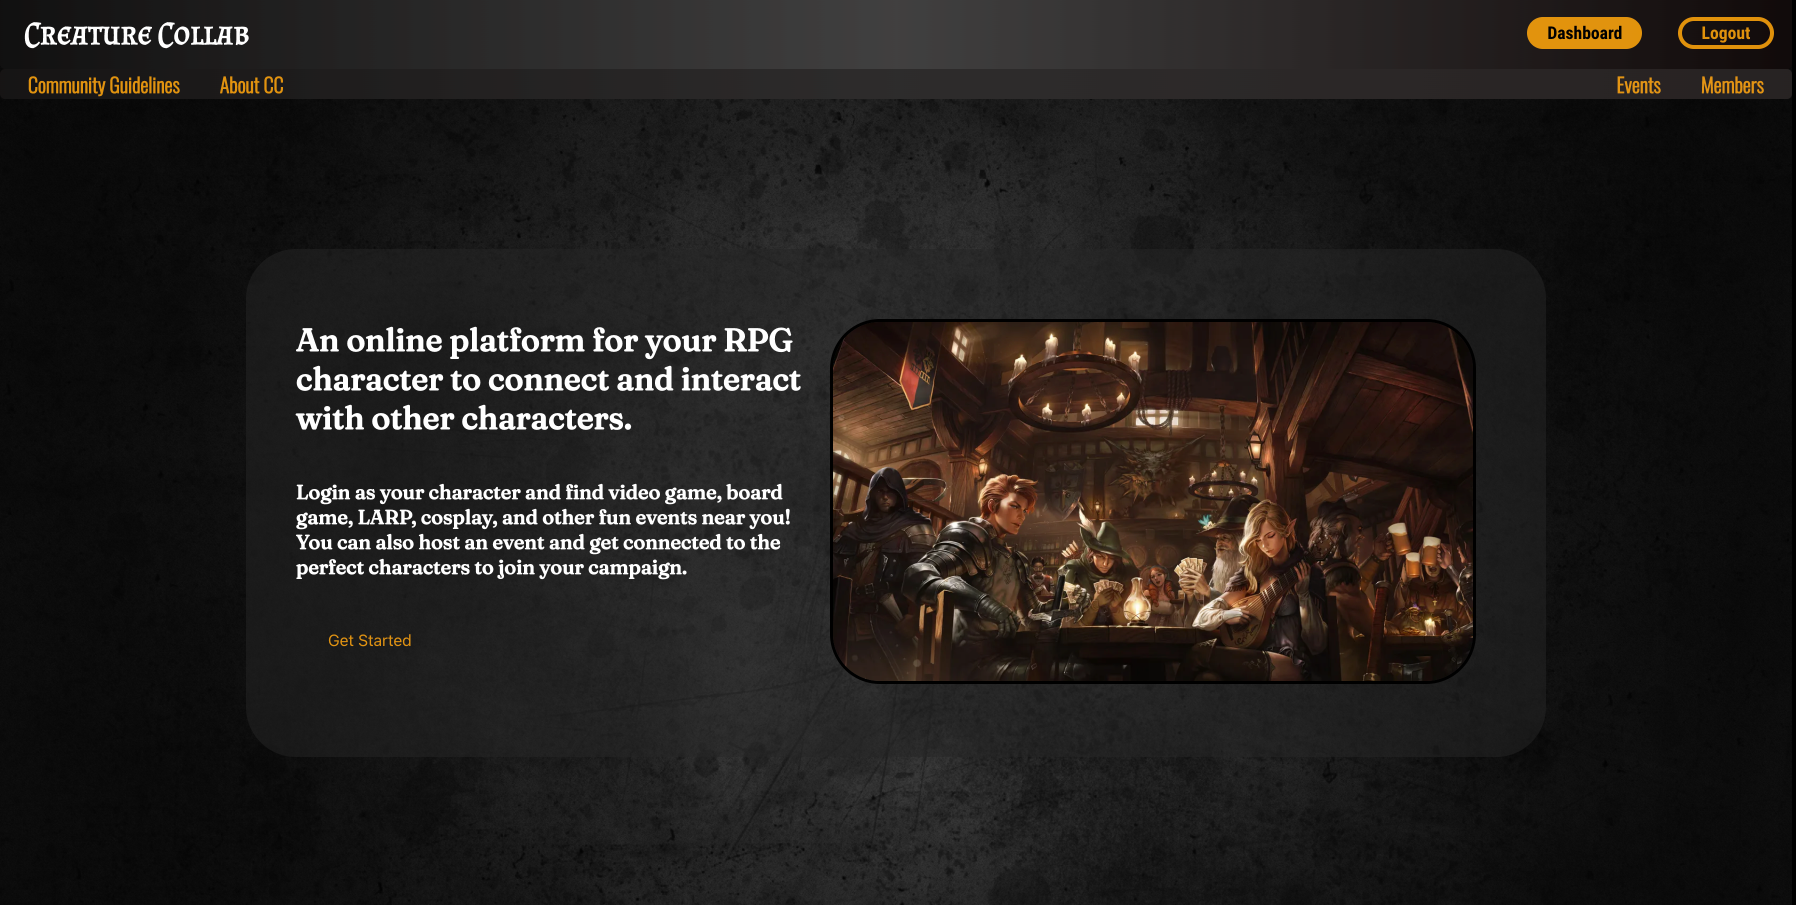 Creature Collab
Dashboard
Logout
Community Guidelines
About CC
Events
Members
An online platform for your RPG
character to connect and interact
with other characters.
Login as your character and find video game, board
game, LARP, cosplay, and other fun events near you!
You can also host an event and get connected to the
perfect characters to join your campaign.
Get Started